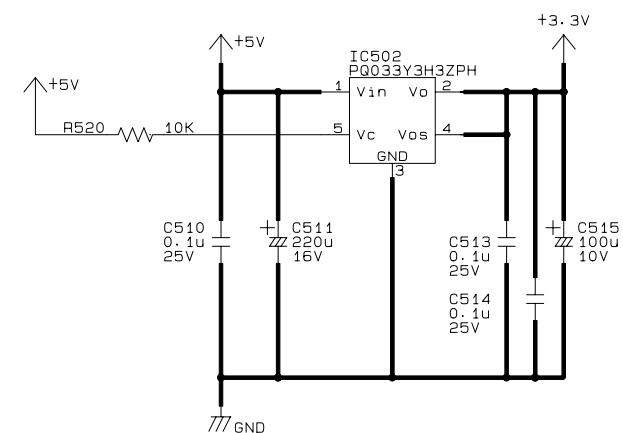 +3.3V
+5V
IC502
PQ033Y3H3ZPH
+5V
1 Vin Vo 2
R520 10K 5 Vc Vos 4
GND
3
C510
0.1u
25V
C511
220u
16V
C513
0.1u
25V
C514
0.1u
25V
C515
100u
10V
GND